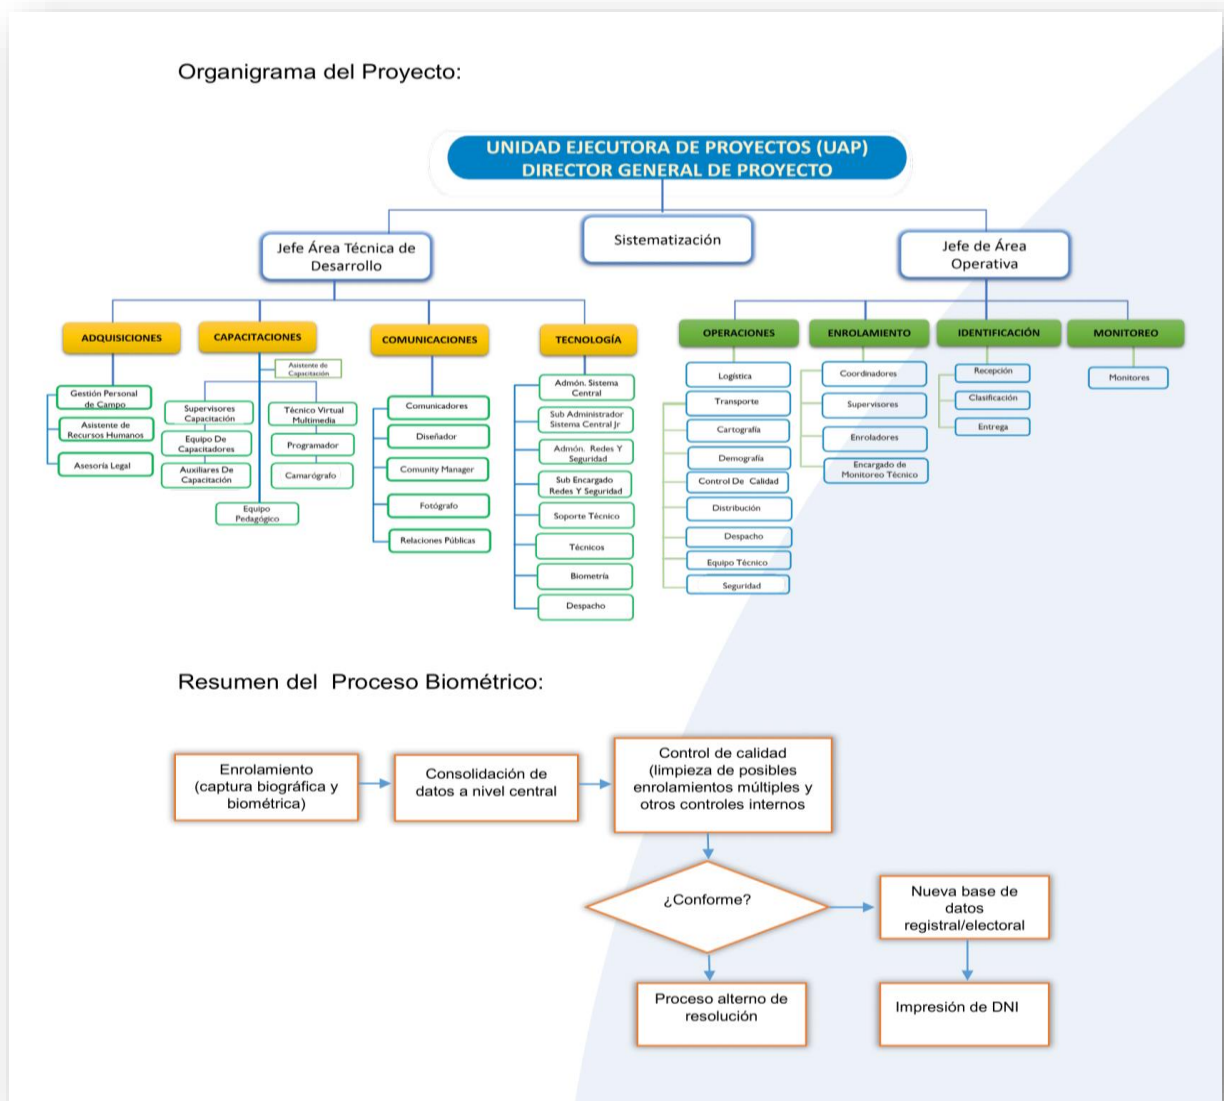 Organigrama del Proyecto:
UNIDAD EJECUTORA DE PROYECTOS (UAP)
DIRECTOR GENERAL DE PROYECTO
Jefe Área Técnica de
Desarrollo
Sistematización
Jefe de Área
Operativa
ADQUISICIONES
Gestión Personal
de Campo
Asistente de
Recursos Humanos
Asesoría Legal
CAPACITACIONES
Asistente de
Capacitación
Supervisores
Capacitación
Equipo De
Capacitadores
Auxiliares De
Capacitación
Técnico Virtual
Multimedia
Programador
Camarógrafo
Equipo
Pedagógico
COMUNICACIONES
Comunicadores
Diseñador
Comunity Manager
Fotógrafo
Relaciones Públicas
TECNOLOGÍA
Admón. Sistema
Central
Sub Administrador
Sistema Central Jr
Admón. Redes Y
Seguridad
Sub Encargado
Redes Y Seguridad
Soporte Técnico
Técnicos
Biometría
Despacho
OPERACIONES
Logística
Transporte
Cartografía
Demografía
Control De Calidad
Distribución
Despacho
Equipo Técnico
Seguridad
ENROLAMIENTO
Coordinadores
Supervisores
Enroladores
Encargado de
Monitoreo Técnico
IDENTIFICACIÓN
Recepción
Clasificación
Entrega
MONITOREO
Monitores
Resumen del Proceso Biométrico:
Enrolamiento
(captura biográfica y
biométrica)
Consolidación de
datos a nivel central
Control de calidad
(limpieza de posibles
enrolamientos múltiples y
otros controles internos
¿Conforme?
Nueva base de
datos
registral/electoral
Proceso alterno de
resolución
Impresión de DNI